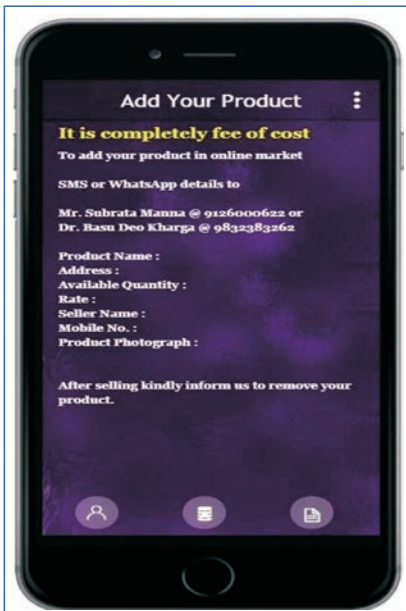 Add Your Product
It is completely fee of cost
To add your product in online market
SMS or WhatsApp details to
Mr. Subrata Manna @ 9126000622 or
Dr. Basu Deo Kharga @ 9832383262
Product Name :
Address :
Available Quantity :
Rate :
Seller Name :
Mobile No. :
Product Photograph :
After selling kindly inform us to remove your
product.